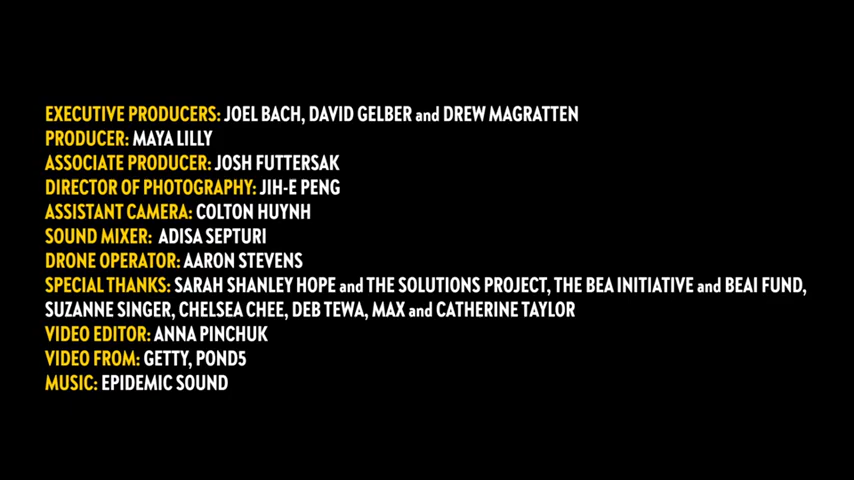 EXECUTIVE PRODUCERS: JOEL BACH, DAVID GELBER and DREW MAGRATTEN
PRODUCER: MAYA LILLY
ASSOCIATE PRODUCER: JOSH FUTTERSAK
DIRECTOR OF PHOTOGRAPHY: JIH-E PENG
ASSISTANT CAMERA: COLTON HUYNH
SOUND MIXER: ADISA SEPTURI
DRONE OPERATOR: AARON STEVENS
SPECIAL THANKS: SARAH SHANLEY HOPE and THE SOLUTIONS PROJECT, THE BEA INITIATIVE and BEAI FUND,
SUZANNE SINGER, CHELSEA CHEE, DEB TEWA, MAX and CATHERINE TAYLOR
VIDEO EDITOR: ANNA PINCHUK
VIDEO FROM: GETTY, POND5
MUSIC: EPIDEMIC SOUND